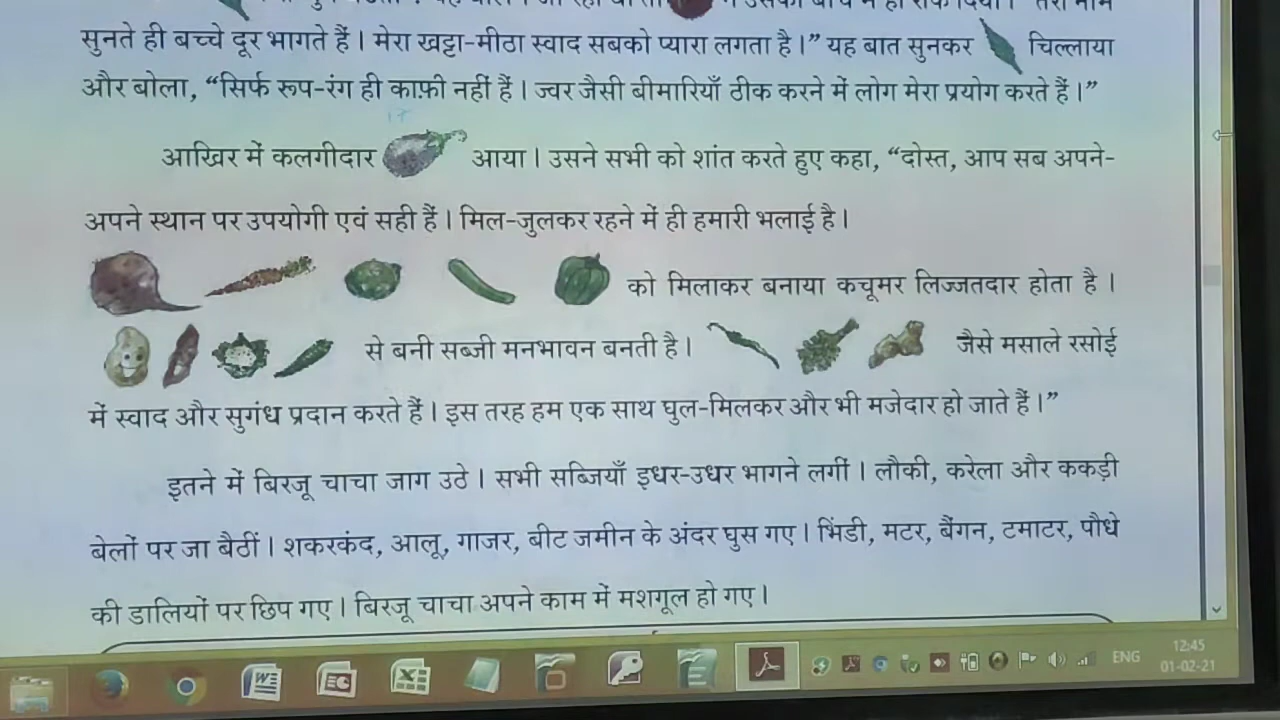 सुनते ही बच्चे दूर भागते हैं। मेरा खट्टा-मीठा स्वाद सबको प्यारा लगता है।” यह बात सुनकर चिल्लाया
और बोला, “सिर्फ रूप-रंग ही काफ़ी नहीं हैं। ज्वर जैसी बीमारियाँ ठीक करने में लोग मेरा प्रयोग करते हैं।”
आखिर में कलगीदार आया। उसने सभी को शांत करते हुए कहा, “दोस्त, आप सब अपने-
अपने स्थान पर उपयोगी एवं सही हैं। मिल-जुलकर रहने में ही हमारी भलाई है।
को मिलाकर बनाया कचूमर लिज्जतदार होता है।
से बनी सब्जी मनभावन बनती है। जैसे मसाले रसोई
में स्वाद और सुगंध प्रदान करते हैं। इस तरह हम एक साथ घुल-मिलकर और भी मजेदार हो जाते हैं।”
इतने में बिरजू चाचा जाग उठे। सभी सब्जियाँ इधर-उधर भागने लगीं। लौकी, करेला और ककड़ी
बेलों पर जा बैठीं। शकरकंद, आलू, गाजर, बीट जमीन के अंदर घुस गए। भिंडी, मटर, बैंगन, टमाटर, पौधे
की डालियों पर छिप गए। बिरजू चाचा अपने काम में मशगूल हो गए।
ENG
12:45
01-02-21